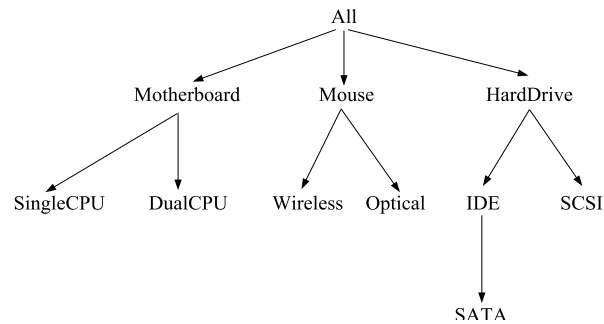 All
Motherboard Mouse HardDrive
SingleCPU DualCPU Wireless Optical IDE SCSI
SATA